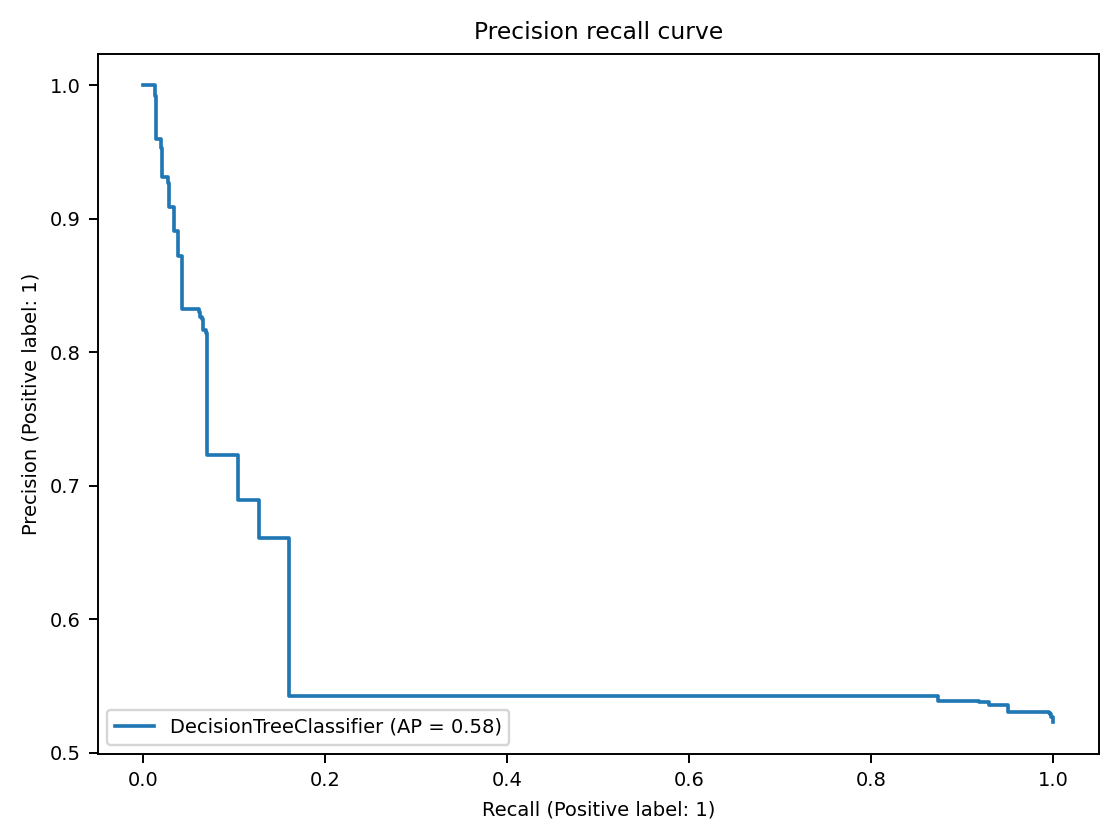 Precision recall curve
Precision (Positive label: 1)
1.0
0.9
0.8
0.7
0.6
0.5
DecisionTreeClassifier (AP = 0.58)
0.0 0.2 0.4 0.6 0.8 1.0
Recall (Positive label: 1)